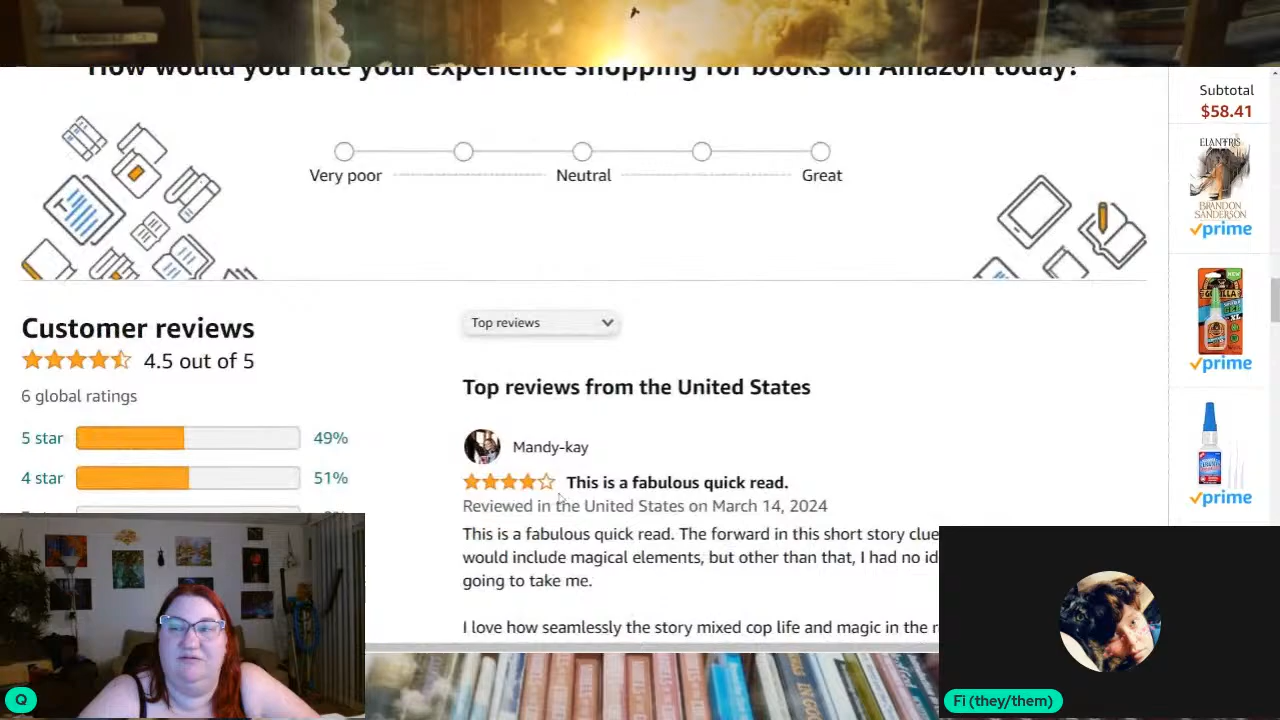 How would you rate your experience shopping for books on Amazon today?
Very poor
Neutral
Great
Subtotal
$58.41
ELANTRIS
BRANDON
SANDERSON
prime
NEW
GORILLA
prime
prime
Customer reviews
4.5 out of 5
6 global ratings
5 star 49%
4 star 51%
Top reviews
Top reviews from the United States
Mandy-kay
This is a fabulous quick read.
Reviewed in the United States on March 14, 2024
This is a fabulous quick read. The forward in this short story clue
would include magical elements, but other than that, I had no id
going to take me.
I love how seamlessly the story mixed cop life and magic in the r
Q
Fi (they/them)